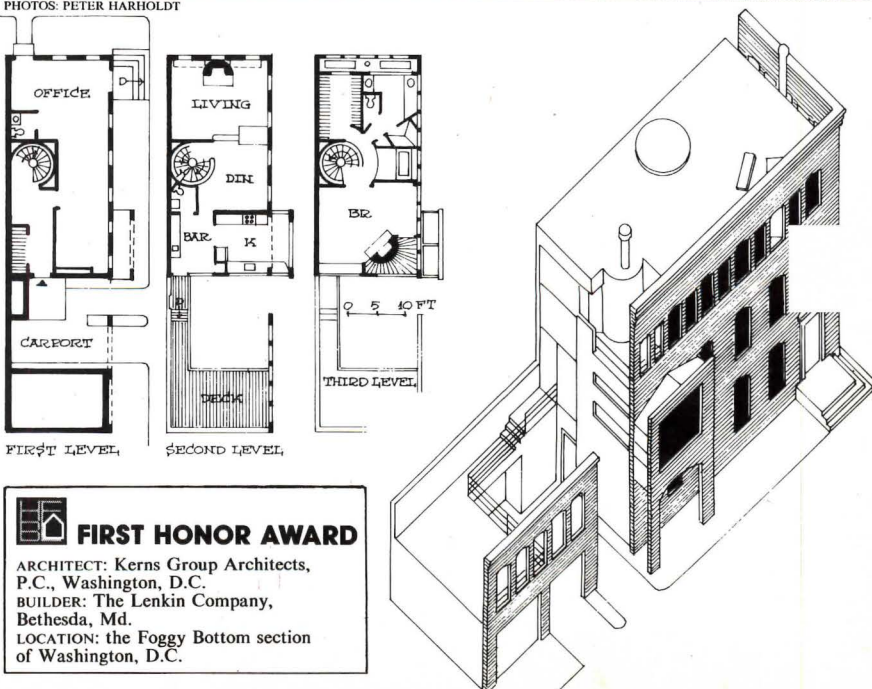 PHOTOS: PETER HARHOLDT
OFFICE
CARPORT
FIRST LEVEL
LIVING
DIN
BAR
K
D
DECK
SECOND LEVEL
BR
0 5 10 FT
THIRD LEVEL
FIRST HONOR AWARD
ARCHITECT: Kerns Group Architects,
P.C., Washington, D.C.
BUILDER: The Lenkin Company,
Bethesda, Md.
LOCATION: the Foggy Bottom section
of Washington, D.C.